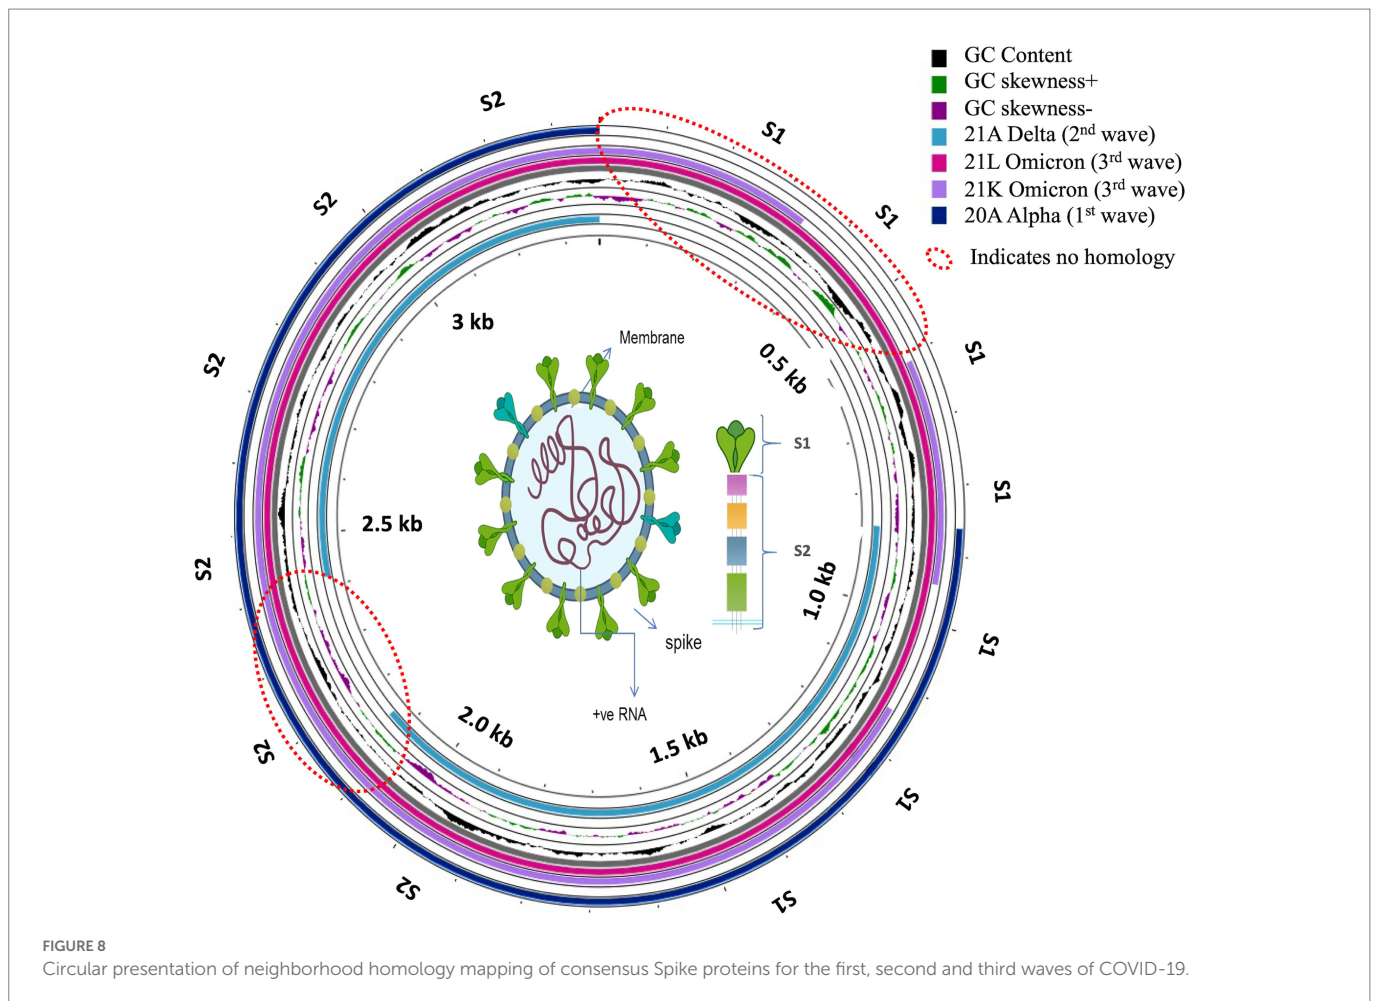 GC Content
GC skewness+
GC skewness-
21A Delta (2nd wave)
21L Omicron (3rd wave)
21K Omicron (3rd wave)
20A Alpha (1st wave)
Indicates no homology
S2
S1
S2
S1
S2
S1
S2
S1
S2
S1
S2
S1
S1
3 kb
0.5 kb
2.5 kb
1.0 kb
2.0 kb
1.5 kb
Membrane
S1
S2
spike
+ve RNA
FIGURE 8
Circular presentation of neighborhood homology mapping of consensus Spike proteins for the first, second and third waves of COVID-19.